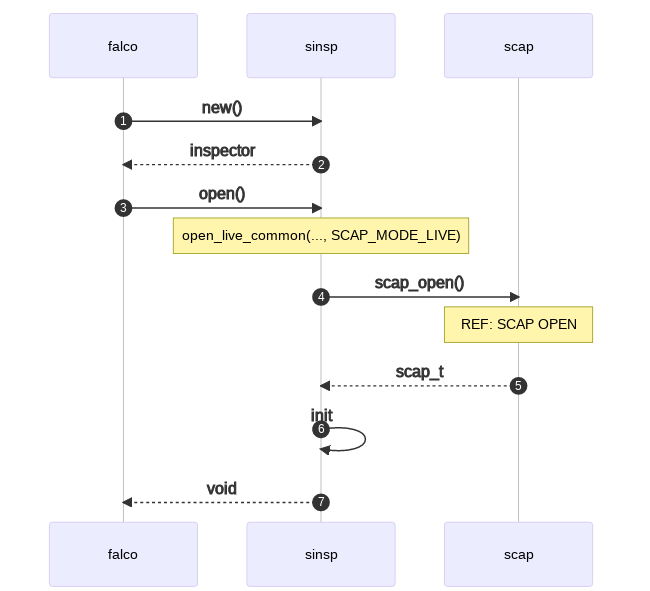 falco
sinsp
scap
new()
1
inspector
2
open()
3
open_live_common(..., SCAP_MODE_LIVE)
scap_open()
4
REF: SCAP OPEN
scap_t
5
init
6
void
7
falco
sinsp
scap